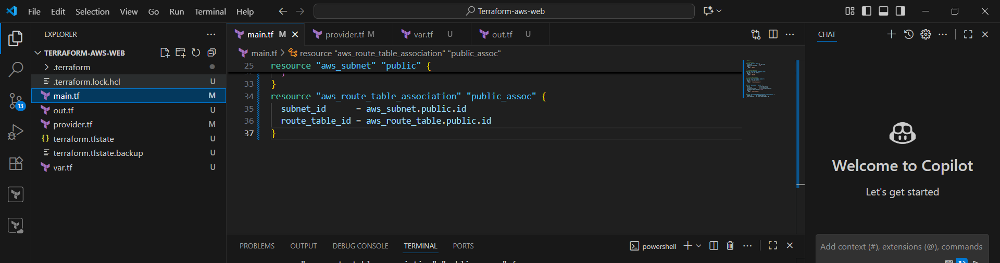 File Edit Selection View Go Run Terminal Help
Terraform-aws-web
EXPLORER
TERRAFORM-AWS-WEB
.terraform
.terraform.lock.hcl U
main.tf M
out.tf U
provider.tf M
terraform.tfstate U
terraform.tfstate.backup U
var.tf U
13
main.tf M provider.tf M var.tf U out.tf U
main.tf > resource "aws_route_table_association" "public_assoc"
25 resource "aws_subnet" "public" {
33 }
34 resource "aws_route_table_association" "public_assoc" {
35 subnet_id = aws_subnet.public.id
36 route_table_id = aws_route_table.public.id
37 }
PROBLEMS OUTPUT DEBUG CONSOLE TERMINAL PORTS
powershell
CHAT
Welcome to Copilot
Let's get started
Add context (#), extensions (@), commands